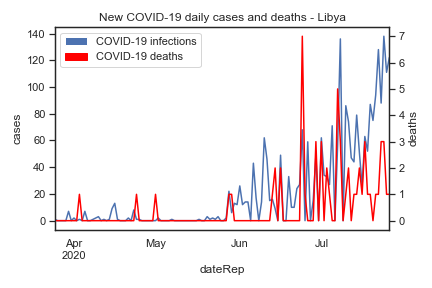 New COVID-19 daily cases and deaths - Libya
COVID-19 infections
COVID-19 deaths
140
120
100
80
60
40
20
0
cases
7
6
5
4
3
2
1
0
deaths
Apr
2020
May
Jun
Jul
dateRep